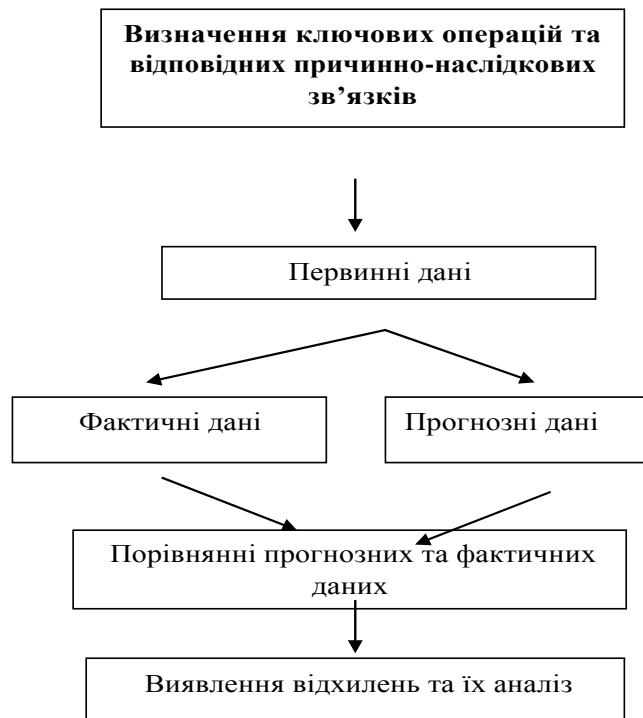 Визначення ключових операцій та
відповідних причинно-наслідкових
зв’язків
Первинні дані
Фактичні дані
Прогнозні дані
Порівнянні прогнозних та фактичних
даних
Виявлення відхилень та їх аналіз